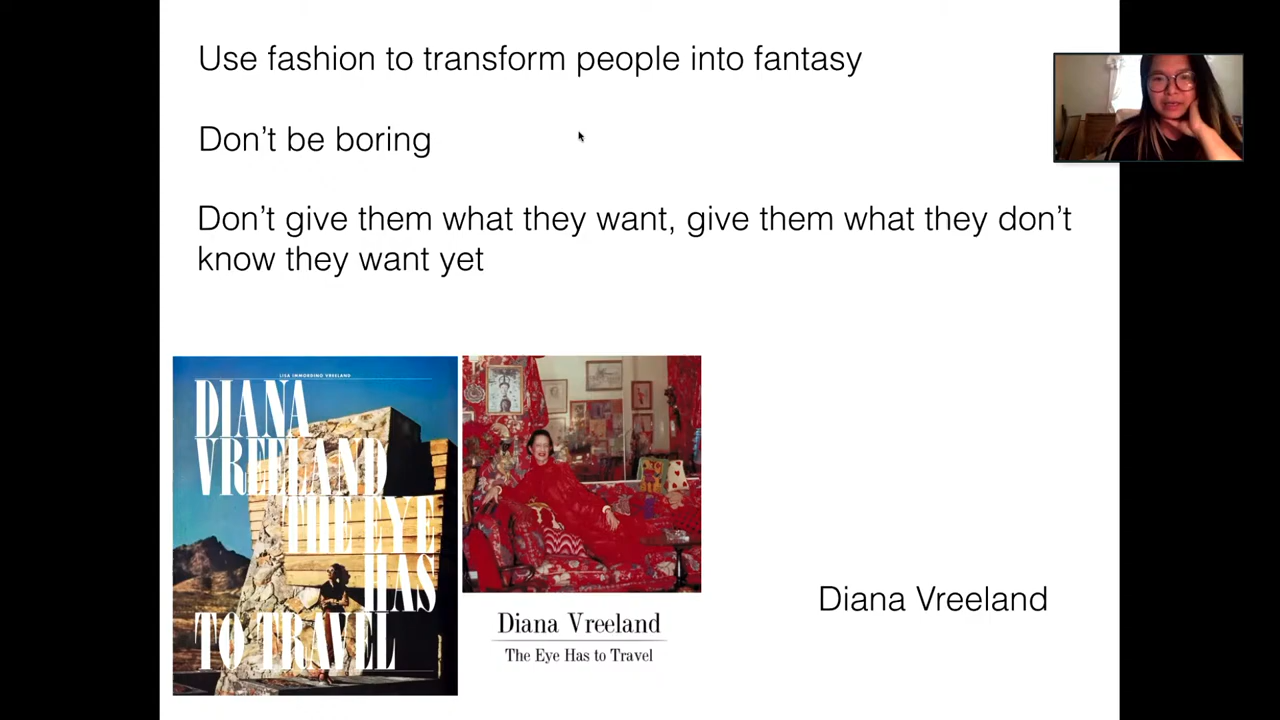 Use fashion to transform people into fantasy
Don't be boring
Don't give them what they want, give them what they don't
know they want yet
LISA IMMORDINO VREELAND
DIANA
VREELAND
THE EYE
HAS
TO TRAVEL
Diana Vreeland
The Eye Has to Travel
Diana Vreeland